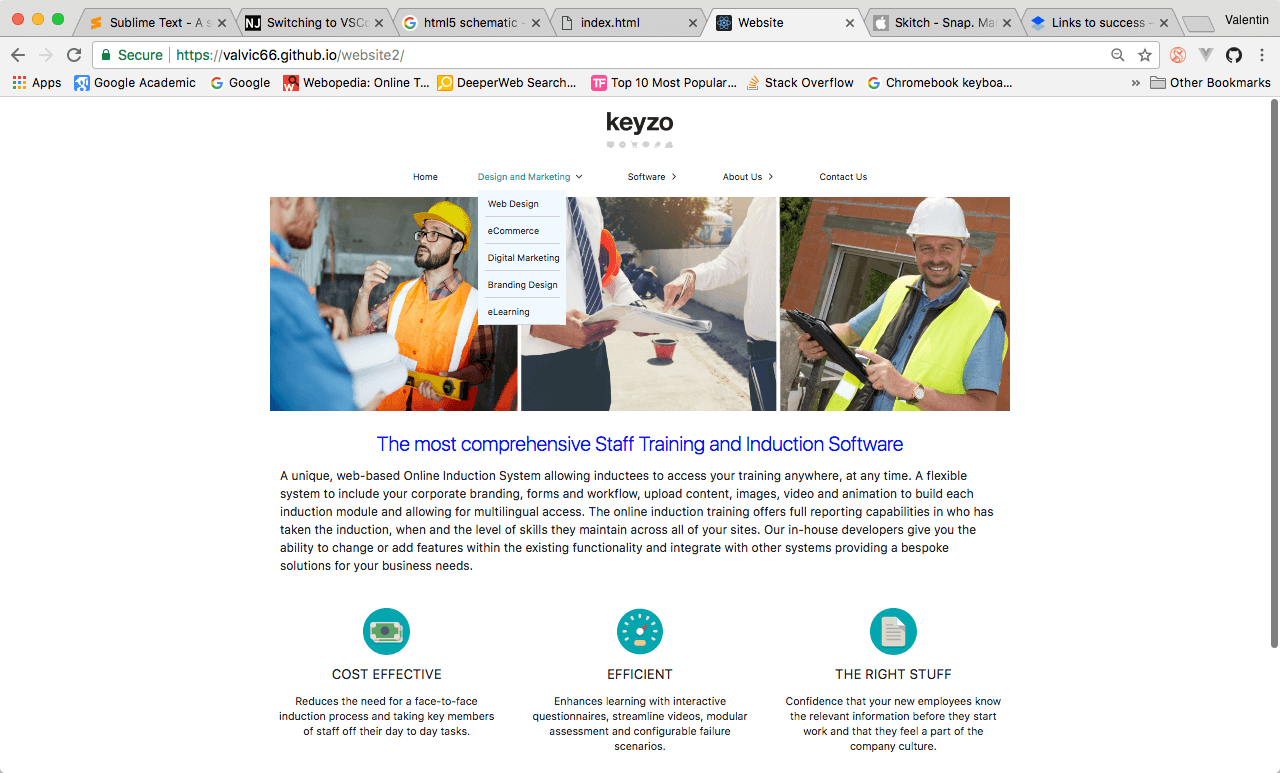 Sublime Text - A s
Switching to VSCo
html5 schematic -
index.html
Website
Skitch - Snap. Ma
Links to success -
Valentin
Secure
https://valvic66.github.io/website2/
Apps
Google Academic
Google
Webopedia: Online T...
DeeperWeb Search...
Top 10 Most Popular...
Stack Overflow
Chromebook keyboa...
» Other Bookmarks
keyzo
Home
Design and Marketing
Software
About Us
Contact Us
Web Design
eCommerce
Digital Marketing
Branding Design
eLearning
The most comprehensive Staff Training and Induction Software
A unique, web-based Online Induction System allowing inductees to access your training anywhere, at any time. A flexible
system to include your corporate branding, forms and workflow, upload content, images, video and animation to build each
induction module and allowing for multilingual access. The online induction training offers full reporting capabilities in who has
taken the induction, when and the level of skills they maintain across all of your sites. Our in-house developers give you the
ability to change or add features within the existing functionality and integrate with other systems providing a bespoke
solutions for your business needs.
COST EFFECTIVE
Reduces the need for a face-to-face
induction process and taking key members
of staff off their day to day tasks.
EFFICIENT
Enhances learning with interactive
questionnaires, streamline videos, modular
assessment and configurable failure
scenarios.
THE RIGHT STUFF
Confidence that your new employees know
the relevant information before they start
work and that they feel a part of the
company culture.